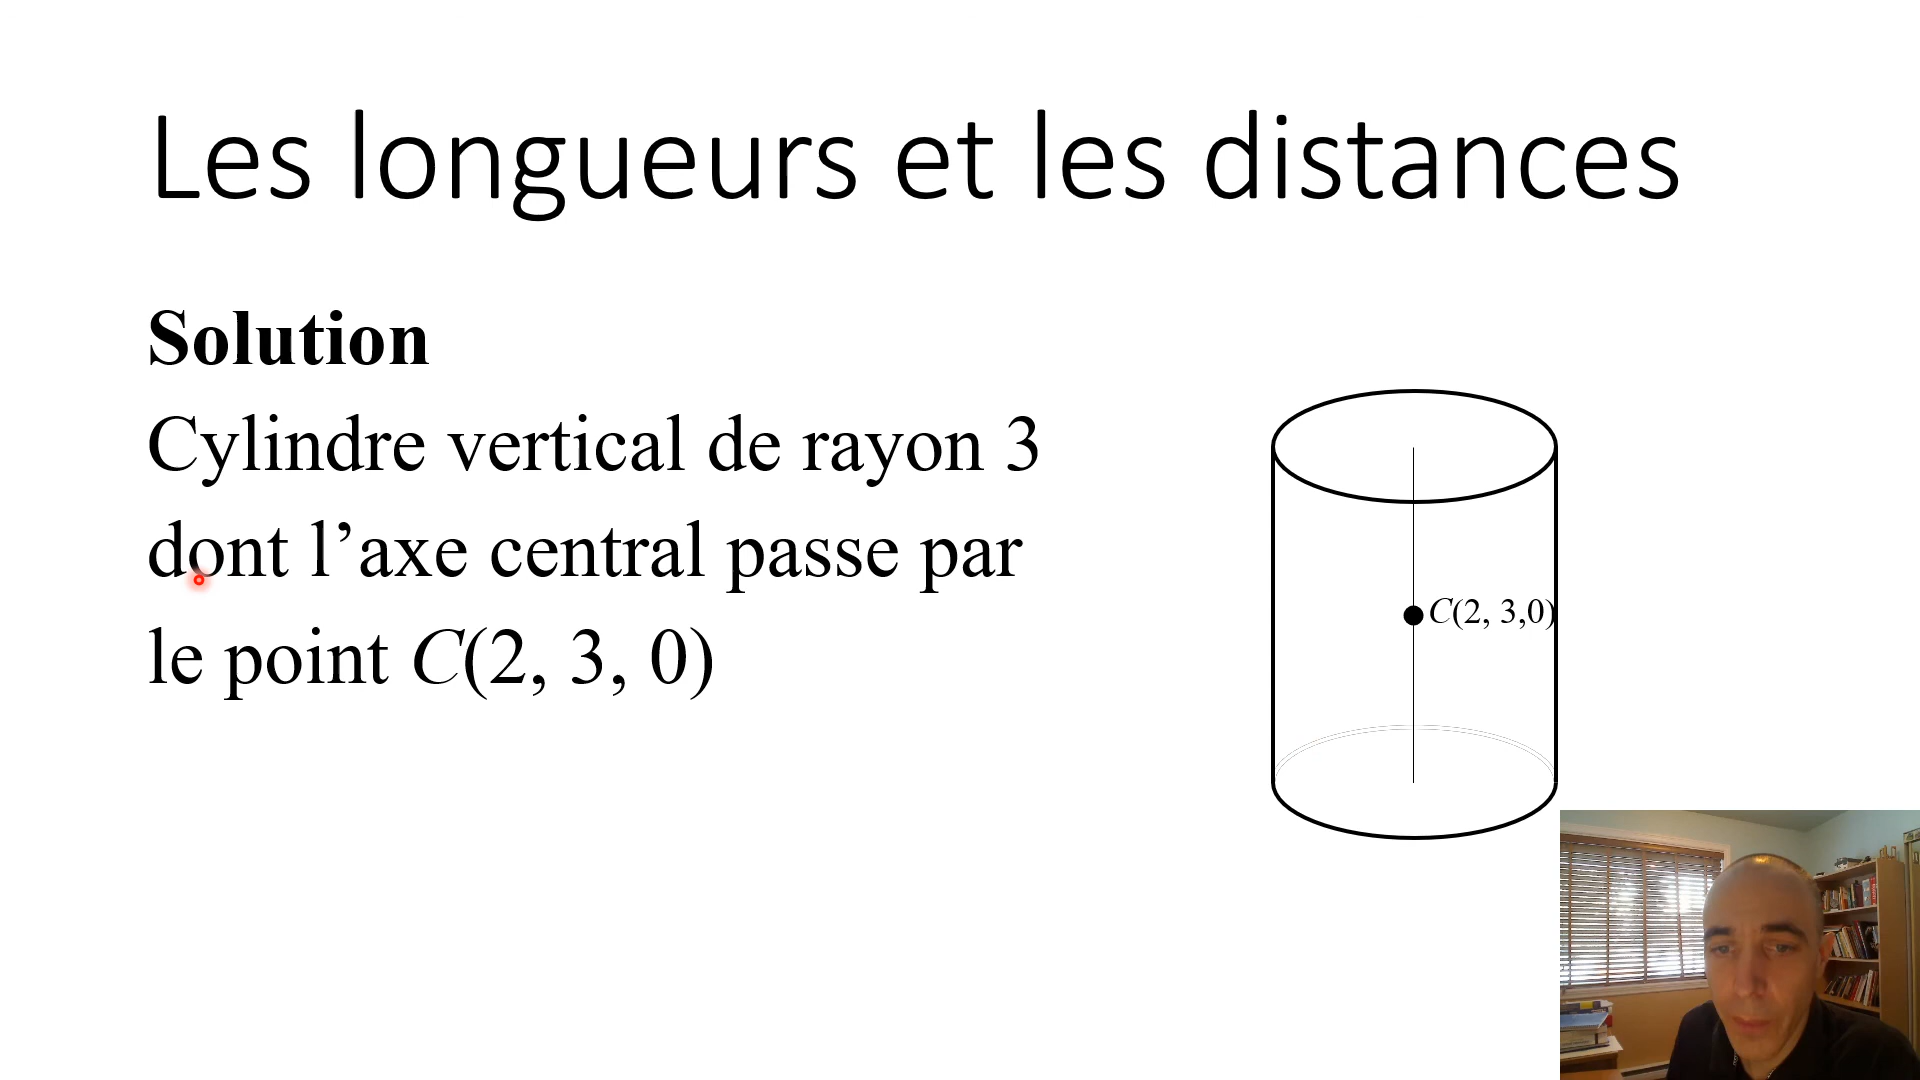 Les longueurs et les distances
Solution
Cylindre vertical de rayon 3
dont l’axe central passe par
le point C(2, 3, 0)
C(2, 3,0)